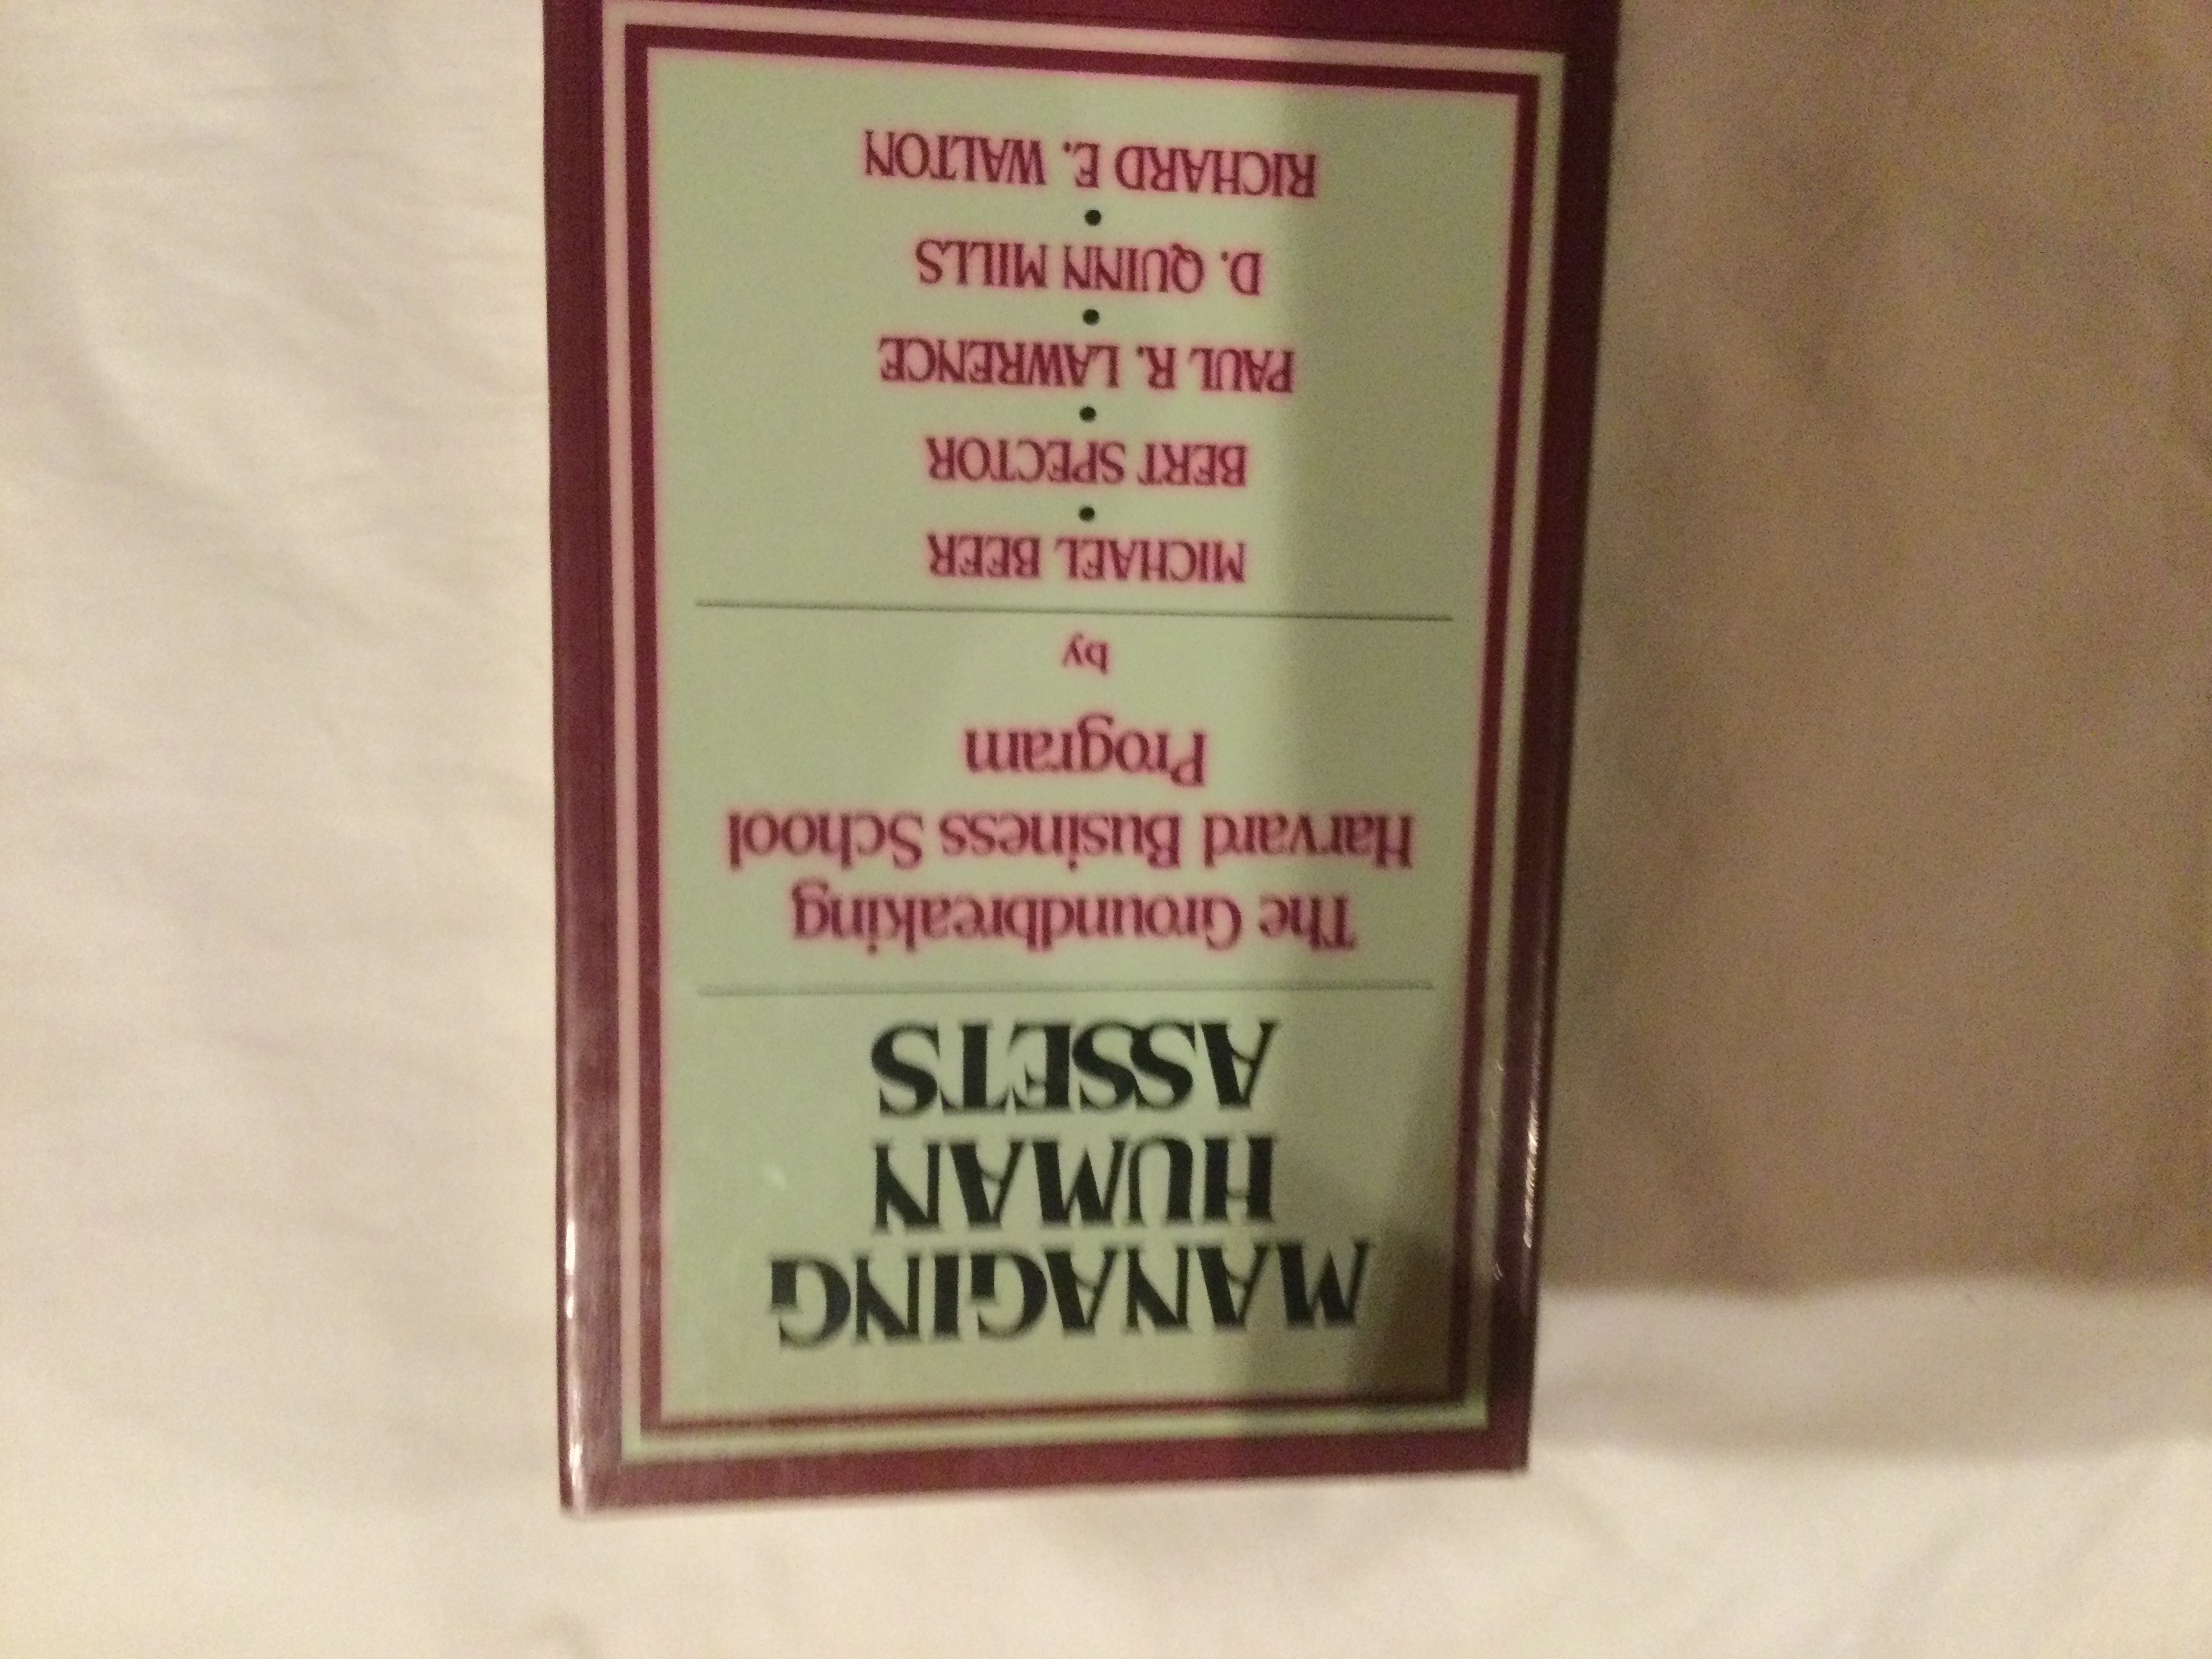 MANAGING
HUMAN
ASSETS
The Groundbreaking
Harvard Business School
Program
by
MICHAEL BEER
•
BERT SPECTOR
•
PAUL R. LAWRENCE
•
D. QUINN MILLS
•
RICHARD E. WALTON